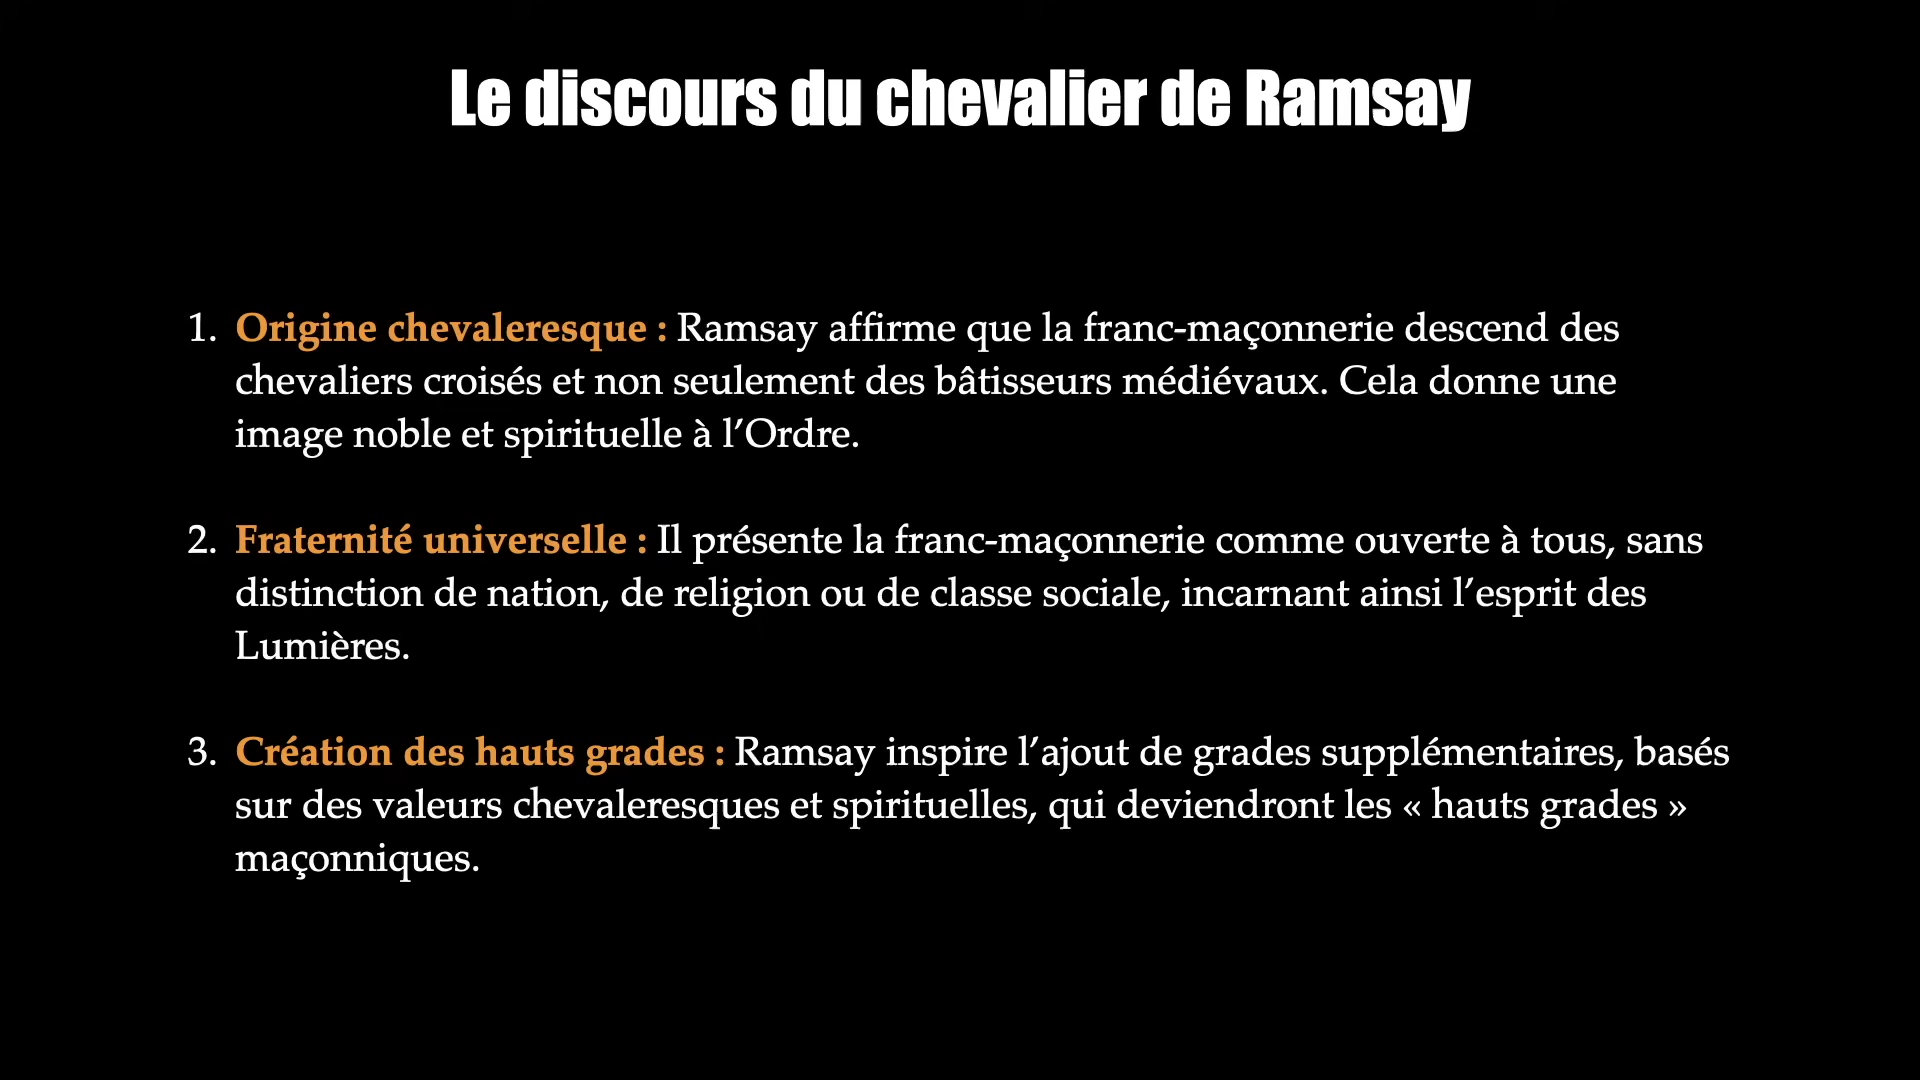 Le discours du chevalier de Ramsay
1. Origine chevaleresque : Ramsay affirme que la franc-maçonnerie descend des
chevaliers croisés et non seulement des bâtisseurs médiévaux. Cela donne une
image noble et spirituelle à l’Ordre.
2. Fraternité universelle : Il présente la franc-maçonnerie comme ouverte à tous, sans
distinction de nation, de religion ou de classe sociale, incarnant ainsi l’esprit des
Lumières.
3. Création des hauts grades : Ramsay inspire l’ajout de grades supplémentaires, basés
sur des valeurs chevaleresques et spirituelles, qui deviendront les « hauts grades »
maçonniques.